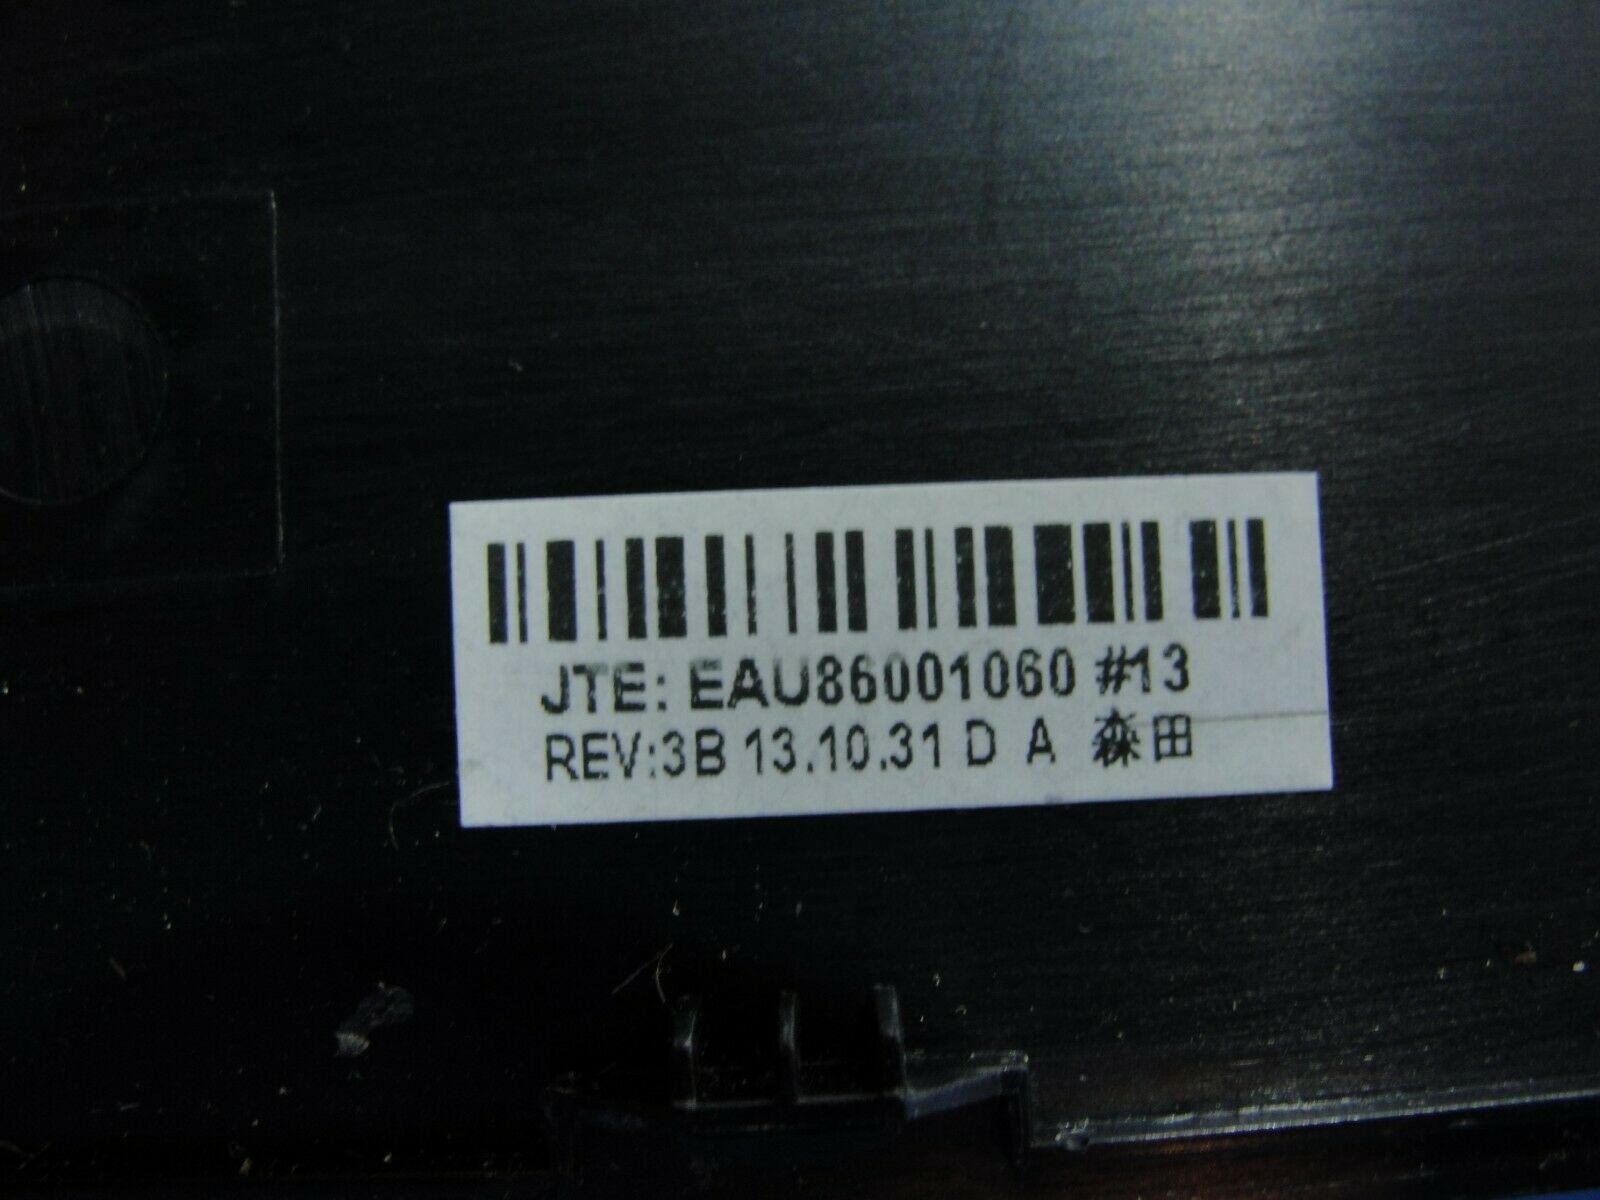 JTE: EAU86001060 #13
REV:3B 13.10.31 D A 森田